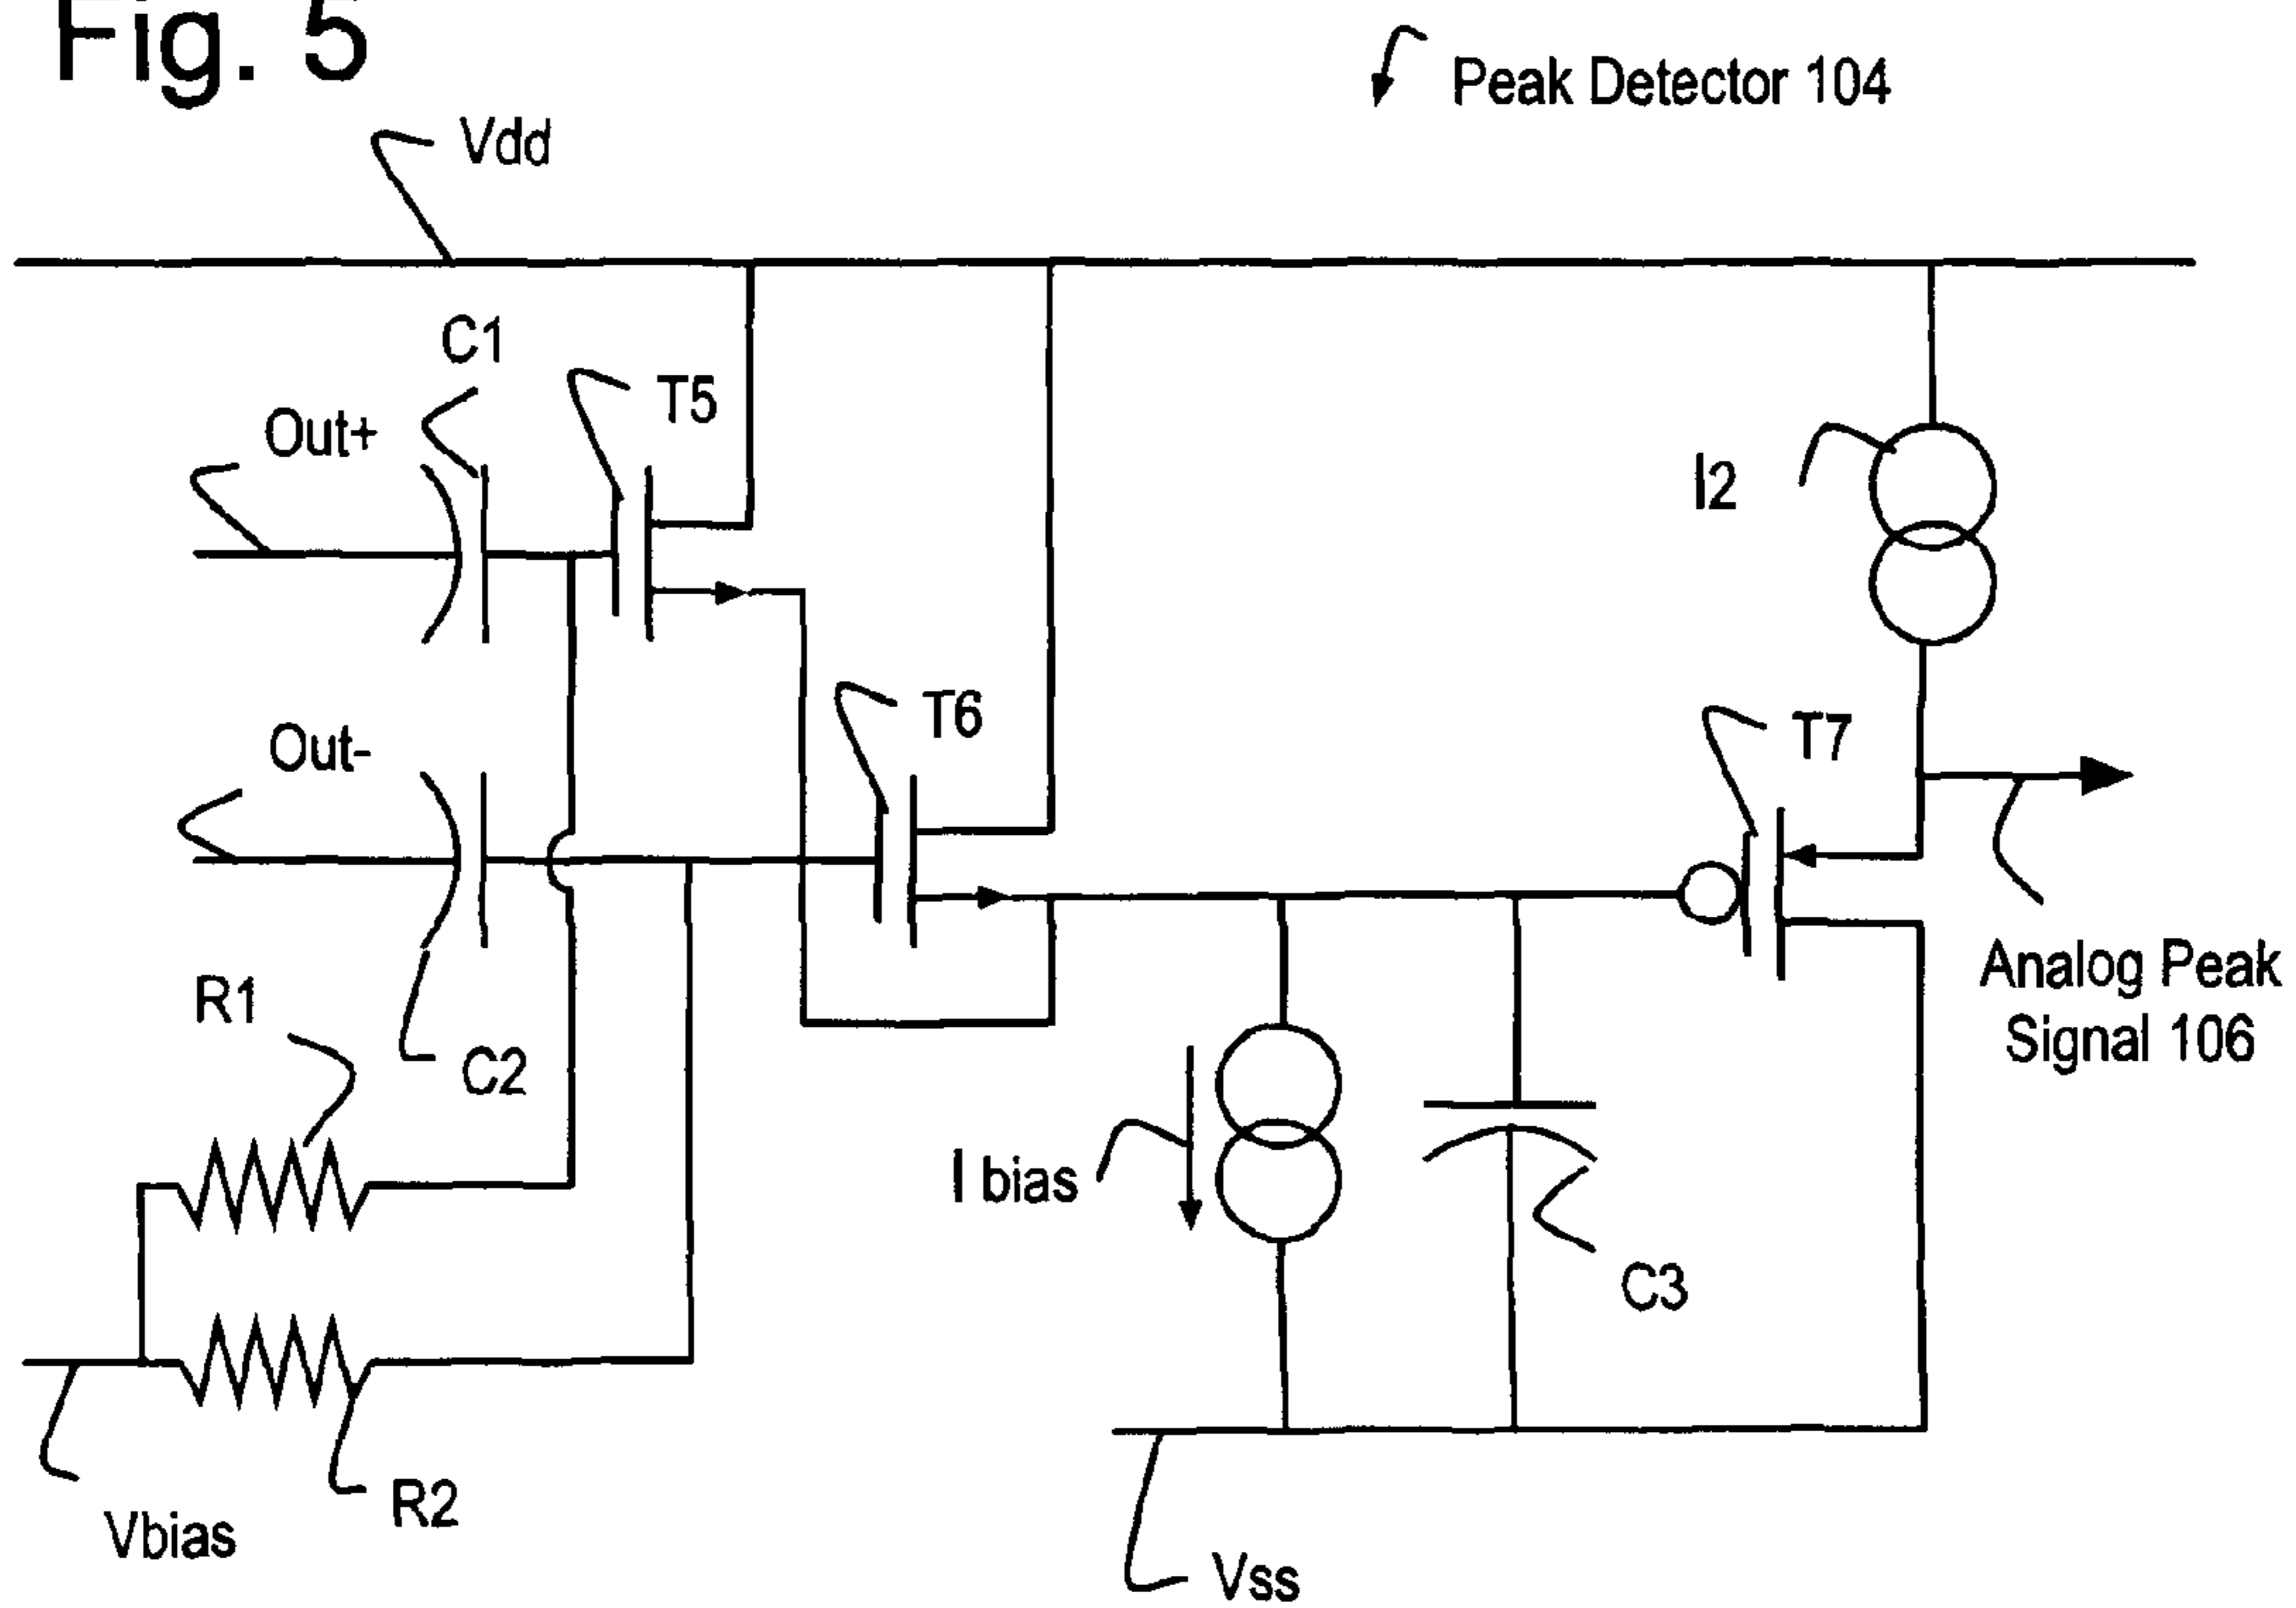 Fig. 5
Peak Detector 104
Vdd
C1
T5
Out+
I2
T6
T7
Out-
Analog Peak
Signal 106
R1
C2
I bias
C3
R2
Vbias
Vss